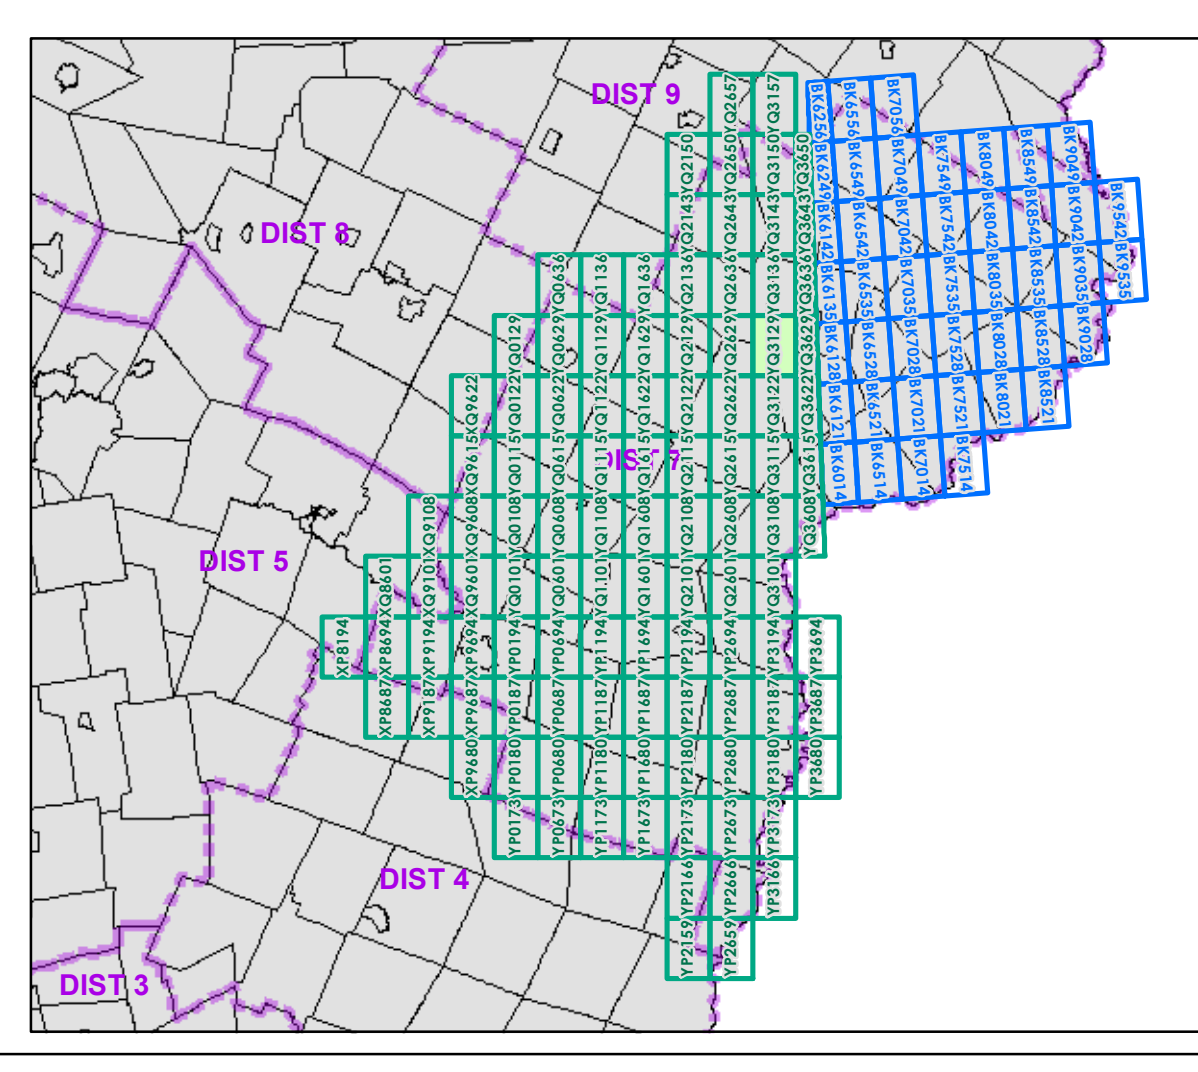 DIST 9
DIST 8
DIST 7
DIST 5
DIST 4
DIST 3
YQ2657 YQ3157
YQ2150 YQ2650 YQ3150 YQ3650
YQ2143 YQ2643 YQ3143 YQ3643
YQ0636 YQ1136 YQ1636 YQ2136 YQ2636 YQ3136 YQ3636
YQ0129 YQ0629 YQ1129 YQ1629 YQ2129 YQ2629 YQ3129 YQ3629
XQ9622 YQ0122 YQ0622 YQ1122 YQ1622 YQ2122 YQ2622 YQ3122 YQ3622
XQ9615 YQ0115 YQ0615 YQ1115 YQ1615 YQ2115 YQ2615 YQ3115 YQ3615
XQ9108 XQ9608 YQ0108 YQ0608 YQ1108 YQ1608 YQ2108 YQ2608 YQ3108 YQ3608
XQ8601 XQ9101 XQ9601 YQ0101 YQ0601 YQ1101 YQ1601 YQ2101 YQ2601 YQ3101
XP8194 XP8694 XP9194 XP9694 YP0194 YP0694 YP1194 YP1694 YP2194 YP2694 YP3194 YP3694
XP8687 XP9187 XP9687 YP0187 YP0687 YP1187 YP1687 YP2187 YP2687 YP3187 YP3687
XP9680 YP0180 YP0680 YP1180 YP1680 YP2180 YP2680 YP3180 YP3680
YP0173 YP0673 YP1173 YP1673 YP2173 YP2673 YP3173
YP2166 YP2666 YP3166
YP2159 YP2659
BK6256 BK6556 BK7056
BK6249 BK6549 BK7049 BK7549 BK8049 BK8549 BK9049
BK6142 BK6542 BK7042 BK7542 BK8042 BK8542 BK9042 BK9542
BK6135 BK6535 BK7035 BK7535 BK8035 BK8535 BK9035 BK9535
BK6128 BK6528 BK7028 BK7528 BK8028 BK8528 BK9028
BK6121 BK6521 BK7021 BK7521 BK8021 BK8521
BK6014 BK6514 BK7014 BK7514